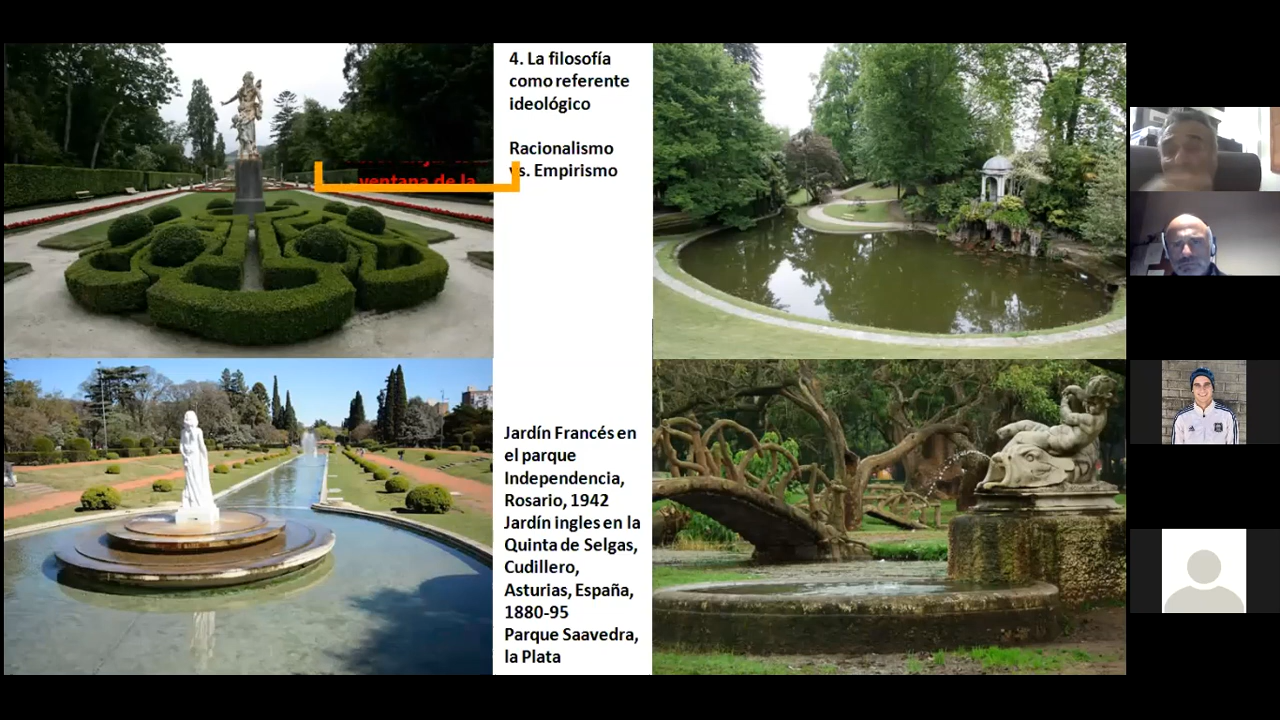 4. La filosofía
como referente
ideológico
Racionalismo
vs. Empirismo
ventana de la
Jardín Francés en
el parque
Independencia,
Rosario, 1942
Jardín ingles en la
Quinta de Selgas,
Cudillero,
Asturias, España,
1880-95
Parque Saavedra,
la Plata